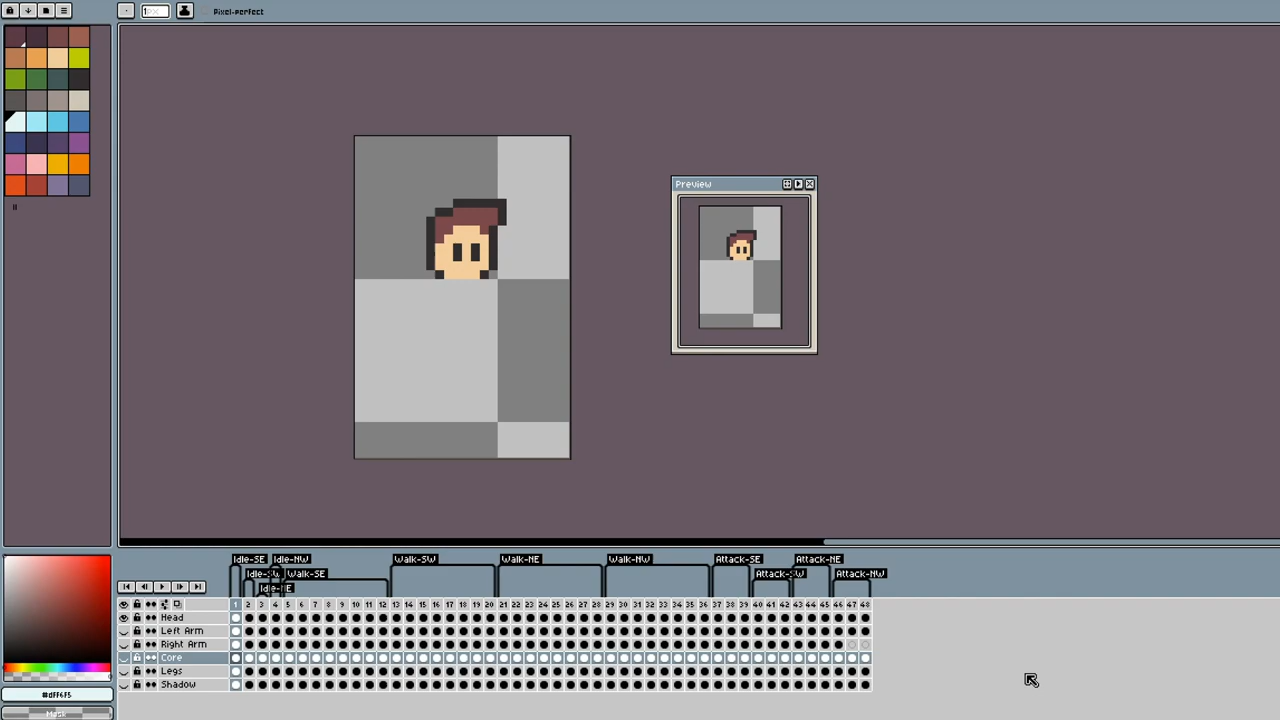 1Px Pixel-perfect
Preview
Idle-SE Idle-NW Walk-SW Walk-NE Walk-NW Attack-SE Attack-NE
Walk-SE Attack-SW Attack-NW
1 2 3 4 5 6 7 8 9 10 11 12 13 14 15 16 17 18 19 20 21 22 23 24 25 26 27 28 29 30 31 32 33 34 35 36 37 38 39 40 41 42 43 44 45 46 47 48
Head
Left Arm
Right Arm
Core
Legs
Shadow
#dff6f5
Mask